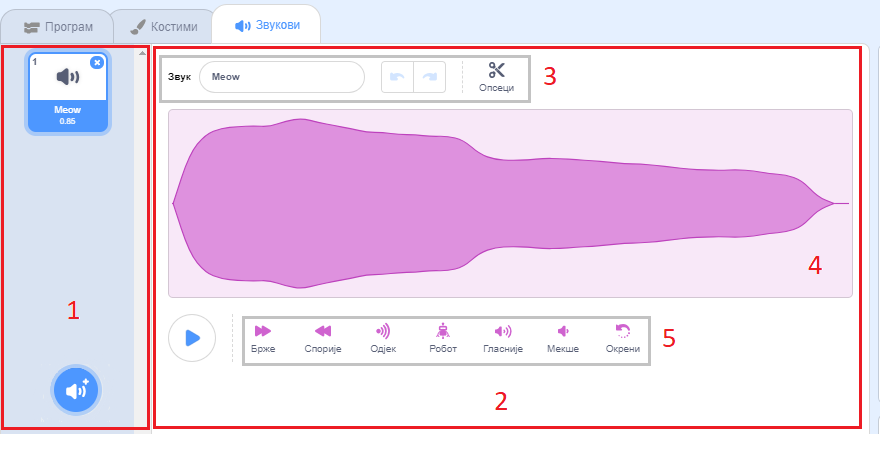 Програм
Костими
Звукови
1
Meow
0.85
1
Звук
Meow
Опсеци
3
4
Брже
Спорије
Одјек
Робот
Гласније
Мекше
Окрени
5
2